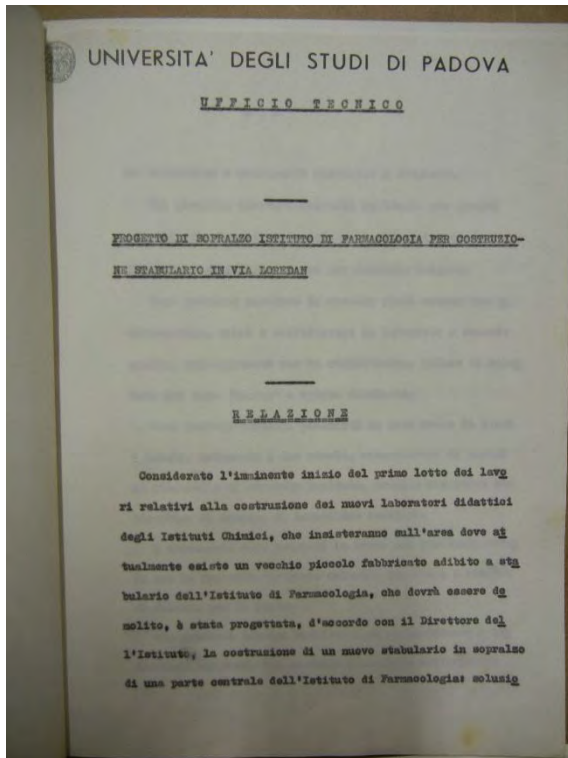 UNIVERSITA' DEGLI STUDI DI PADOVA
UFFICIO TECNICO
PROGETTO DI SOPRALZO ISTITUTO DI FARMACOLOGIA PER COSTRUZIO-
NE STABULARIO IN VIA LOREDAN
RELAZIONE
Considerato l'imminente inizio del primo lotto dei lavo
ri relativi alla costruzione dei nuovi laboratori didattici
degli Istituti Chimici, che insisteranno sull'area dove at
tualmente esiste un vecchio piccolo fabbricato adibito a sta
bulario dell'Istituto di Farmacologia, che dovrà essere de
molito, è stata progettata, d'accordo con il Direttore del
l'Istituto, la costruzione di un nuovo stabulario in sopralzo
di una parte centrale dell'Istituto di Farmacologia: soluzio